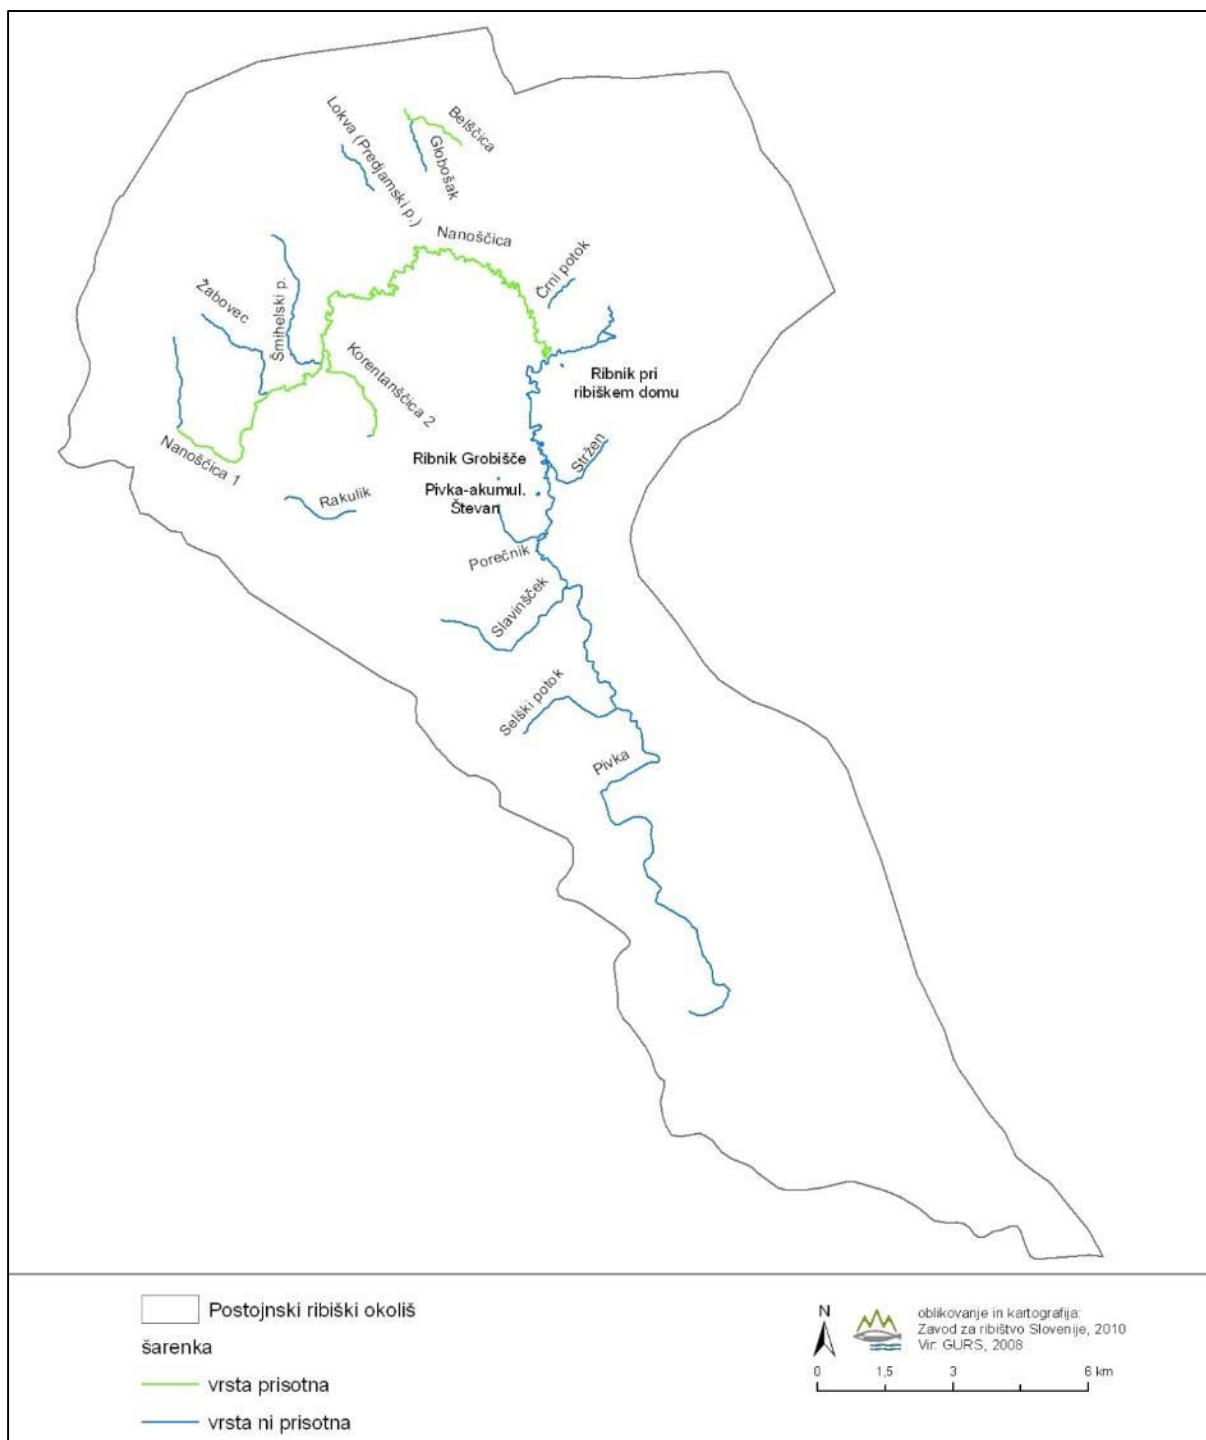 Lokva (Predjamski p.)
Belščica
Globošak
Nanoščica
Črni potok
Žabovec
Šmihelski p.
Korentanščica 2
Ribnik pri
ribiškem domu
Nanoščica 1
Ribnik Grobišče
Stržen
Pivka-akumul.
Števan
Rakulik
Porečnik
Slavinšček
Selški potok
Pivka
Postojnski ribiški okoliš
šarenka
vrsta prisotna
vrsta ni prisotna
N
oblikovanje in kartografija:
Zavod za ribištvo Slovenije, 2010
Vir: GURS, 2008
0 1,5 3 6 km